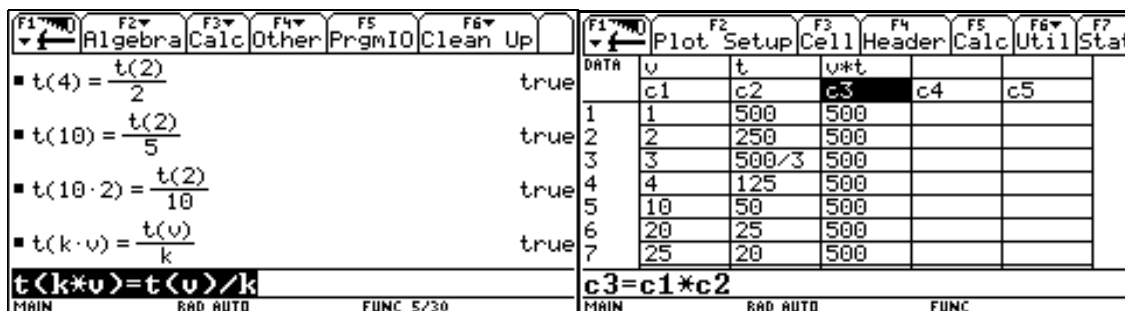 F1 F2 F3 F4 F5 F6
Algebra Calc Other PrgmIO Clean Up
▪ t(4) = t(2)/2 true
▪ t(10) = t(2)/5 true
▪ t(10·2) = t(2)/10 true
▪ t(k·v) = t(v)/k true
t(k*v)=t(v)/k
MAIN RAD AUTO FUNC 5/30
F1 F2 F3 F4 F5 F6 F7
Plot Setup Cell Header Calc Util Stat
DATA v t v*t
c1 c2 c3 c4 c5
1 1 500 500
2 2 250 500
3 3 500/3 500
4 4 125 500
5 10 50 500
6 20 25 500
7 25 20 500
c3=c1*c2
MAIN RAD AUTO FUNC